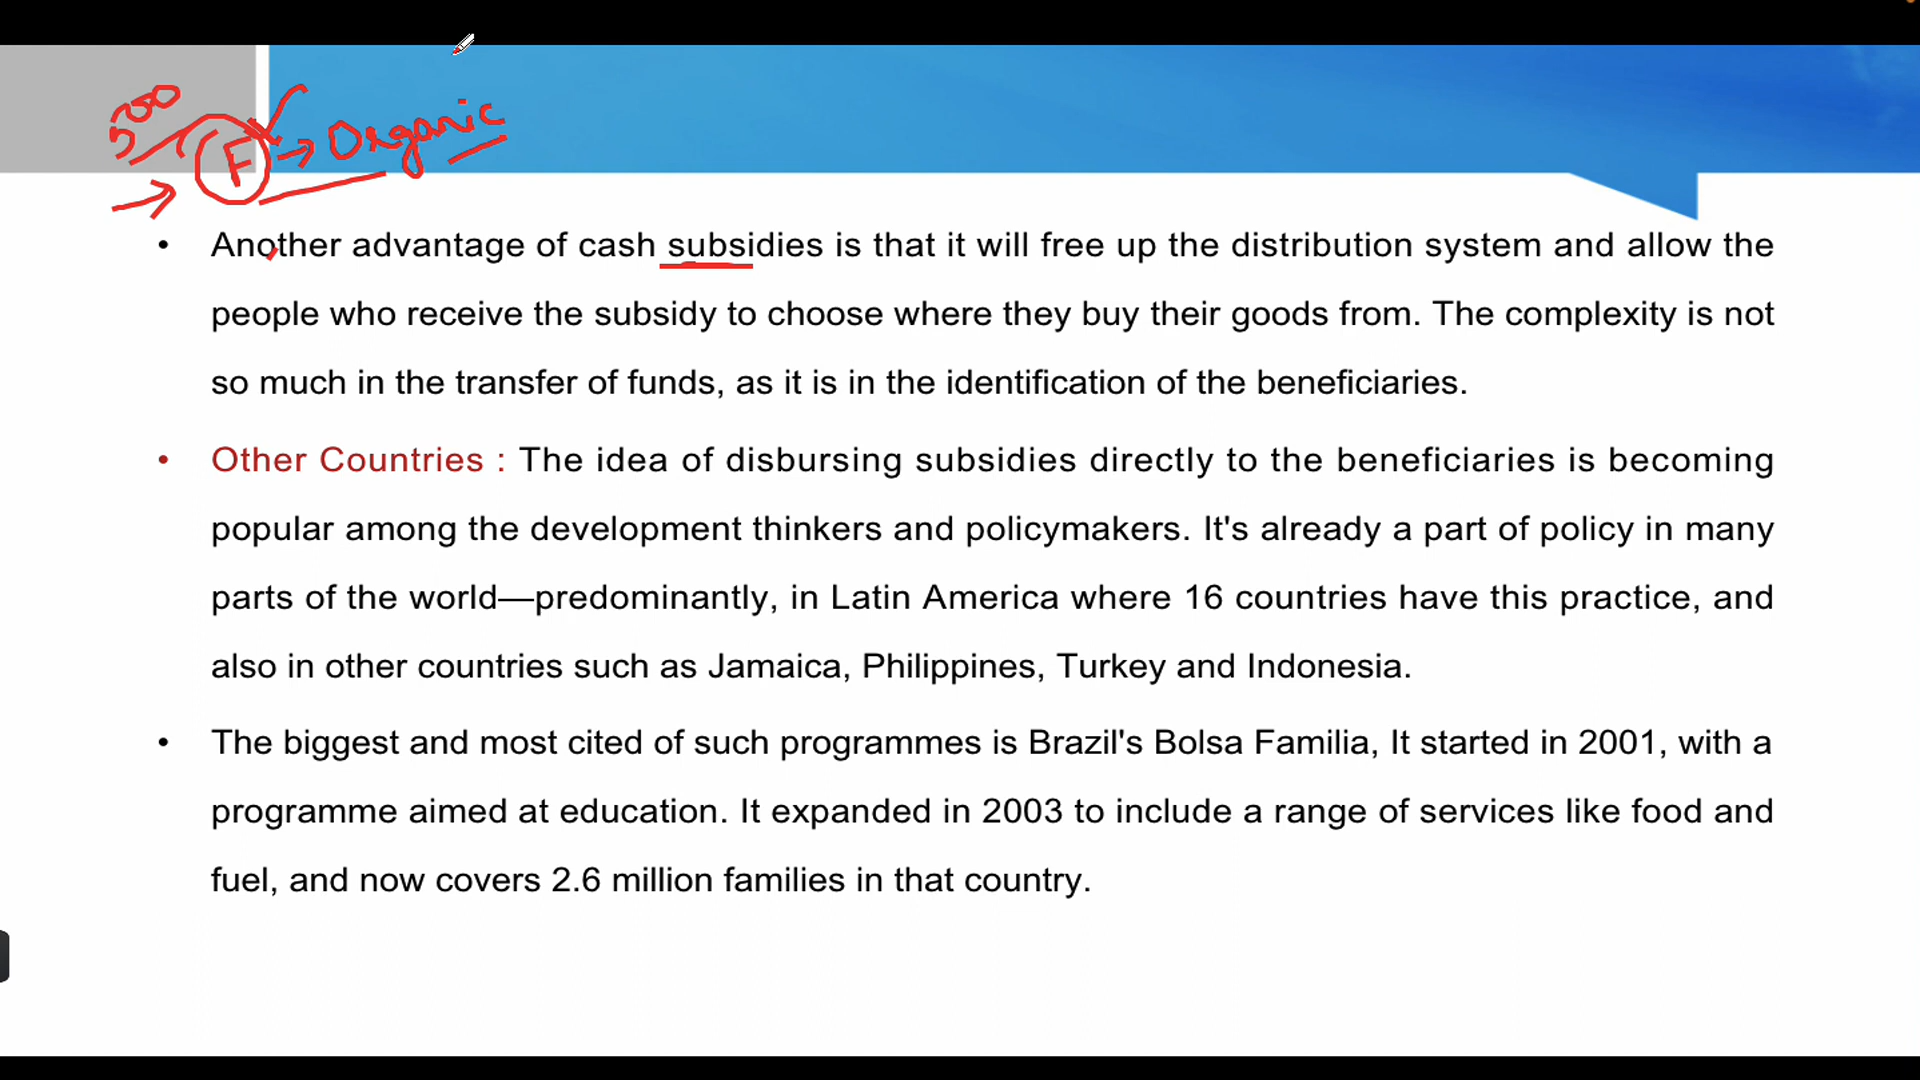 5000
F → Organic
• Another advantage of cash subsidies is that it will free up the distribution system and allow the
people who receive the subsidy to choose where they buy their goods from. The complexity is not
so much in the transfer of funds, as it is in the identification of the beneficiaries.
• Other Countries : The idea of disbursing subsidies directly to the beneficiaries is becoming
popular among the development thinkers and policymakers. It's already a part of policy in many
parts of the world—predominantly, in Latin America where 16 countries have this practice, and
also in other countries such as Jamaica, Philippines, Turkey and Indonesia.
• The biggest and most cited of such programmes is Brazil's Bolsa Familia, It started in 2001, with a
programme aimed at education. It expanded in 2003 to include a range of services like food and
fuel, and now covers 2.6 million families in that country.